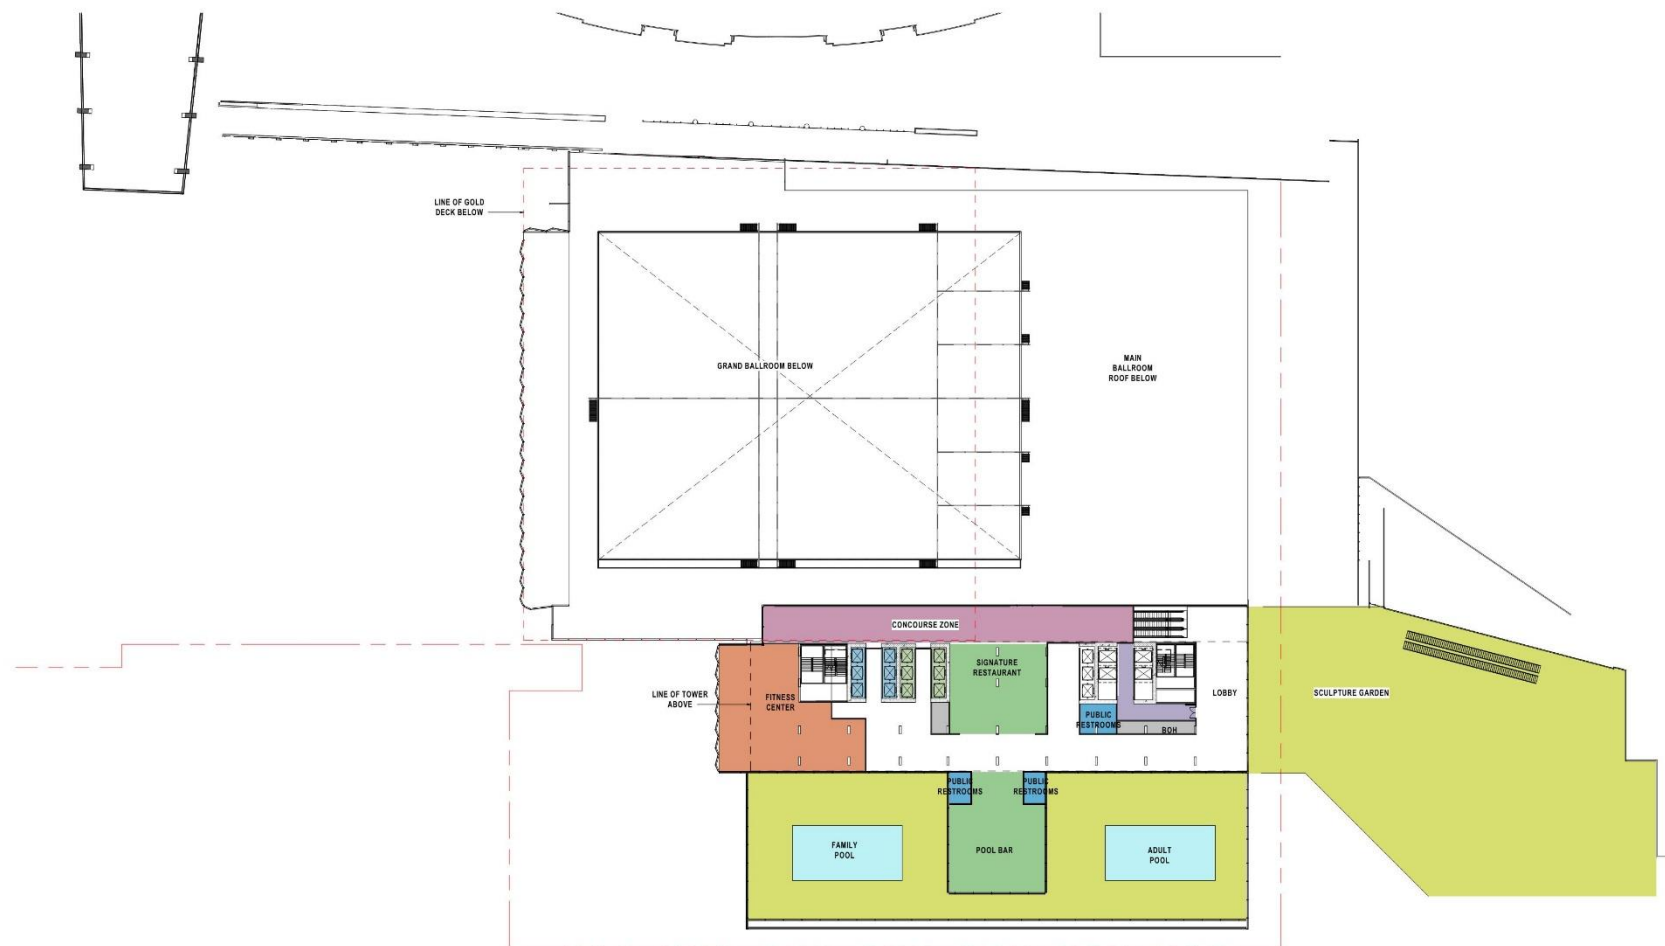 LINE OF GOLD
DECK BELOW
GRAND BALLROOM BELOW
MAIN
BALLROOM
ROOF BELOW
CONCOURSE ZONE
SIGNATURE
RESTAURANT
LINE OF TOWER
ABOVE
FITNESS
CENTER
LOBBY
SCULPTURE GARDEN
PUBLIC
RESTROOMS
BOH
PUBLIC
RESTROOMS
PUBLIC
RESTROOMS
FAMILY
POOL
POOL BAR
ADULT
POOL